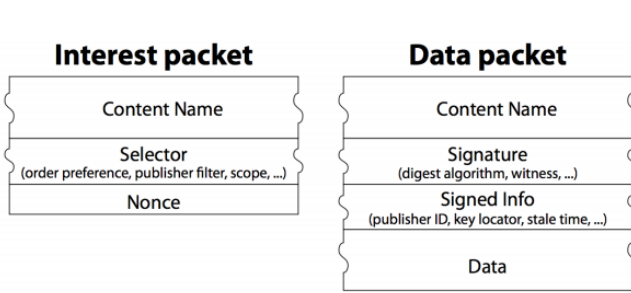 Interest packet
Content Name
Selector
(order preference, publisher filter, scope, ...)
Nonce
Data packet
Content Name
Signature
(digest algorithm, witness, ...)
Signed Info
(publisher ID, key locator, stale time, ...)
Data